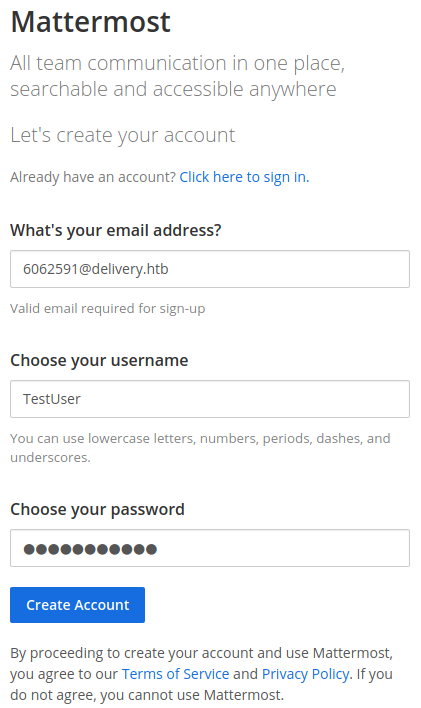 Mattermost
All team communication in one place,
searchable and accessible anywhere
Let's create your account
Already have an account? Click here to sign in.
What's your email address?
6062591@delivery.htb
Valid email required for sign-up
Choose your username
TestUser
You can use lowercase letters, numbers, periods, dashes, and
underscores.
Choose your password
●●●●●●●●●●●
Create Account
By proceeding to create your account and use Mattermost,
you agree to our Terms of Service and Privacy Policy. If you
do not agree, you cannot use Mattermost.